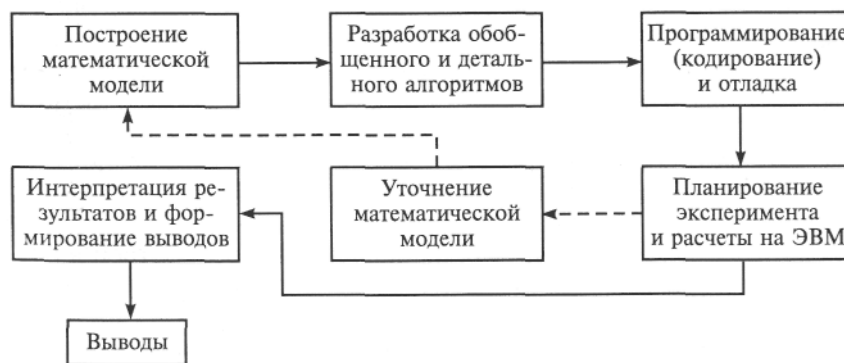 Построение
математической
модели
Разработка обоб-
щенного и деталь-
ного алгоритмов
Программирование
(кодирование)
и отладка
Интерпретация ре-
зультатов и фор-
мирование выводов
Уточнение
математической
модели
Планирование
эксперимента
и расчеты на ЭВМ
Выводы